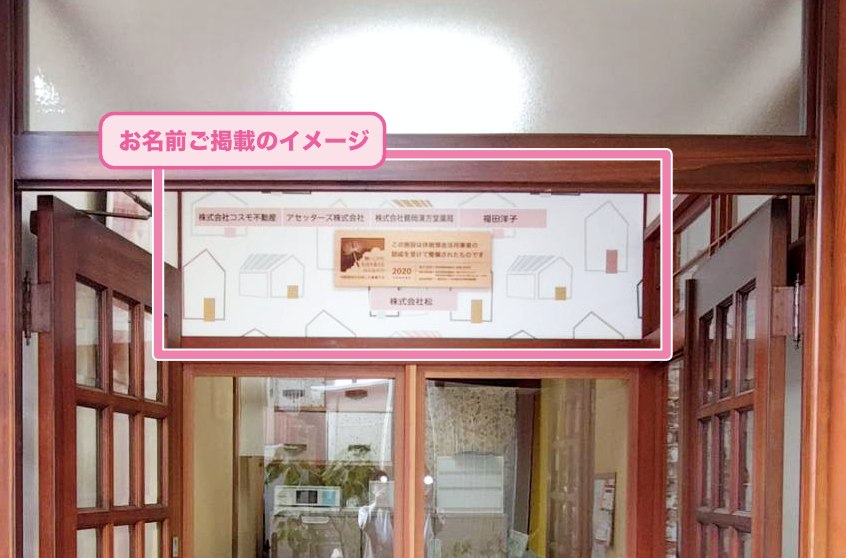 お名前ご掲載のイメージ
株式会社コスモ不動産 アセッターズ株式会社 株式会社鶴岡漢方堂薬局 福田洋子
この施設は休眠預金活用事業の
助成を受けて整備されたものです
2020
株式会社松